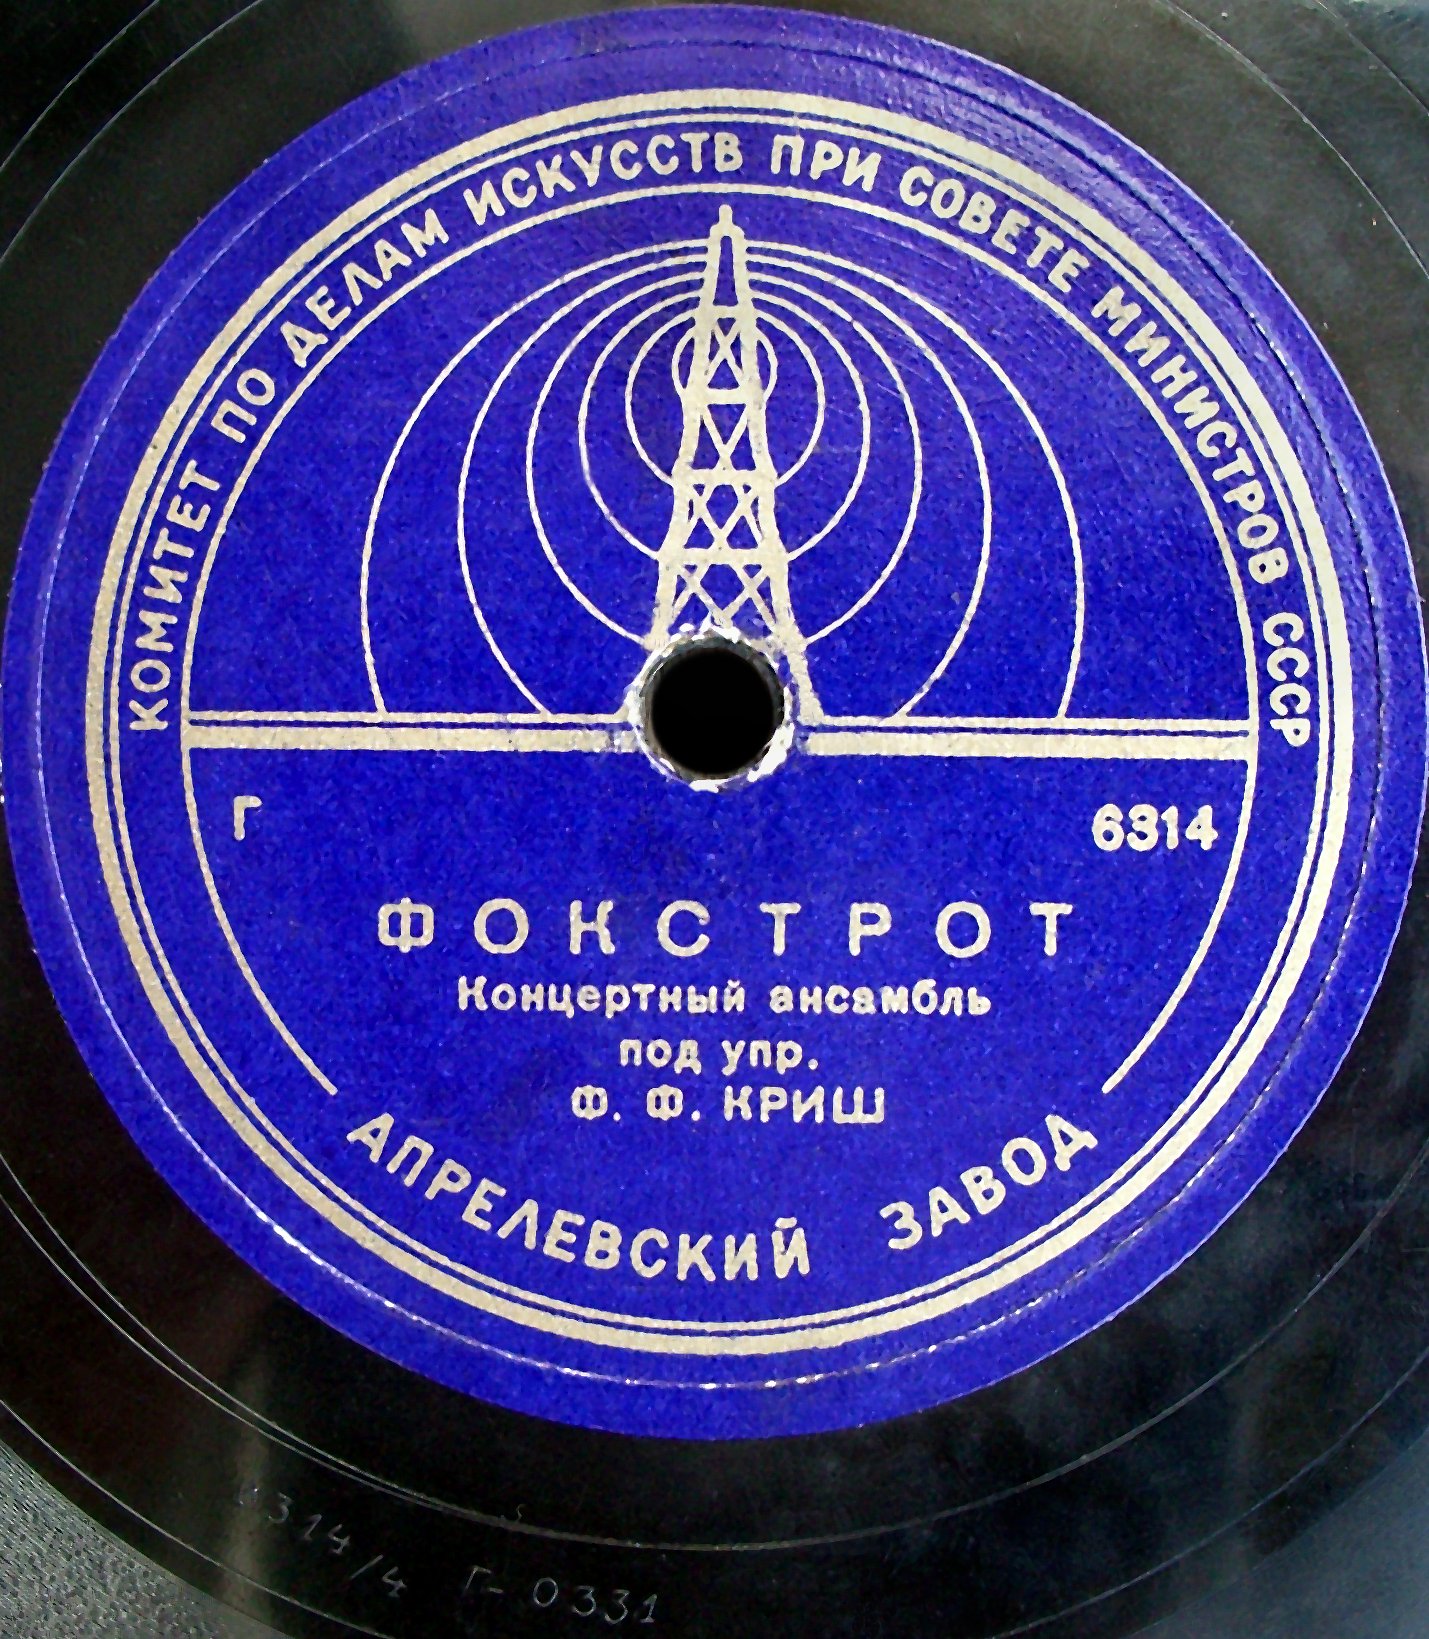 КОМИТЕТ ПО ДЕЛАМ ИСКУССТВ ПРИ СОВЕТЕ МИНИСТРОВ СССР
Г 6314
ФОКСТРОТ
Концертный ансамбль
под упр.
Ф. Ф. КРИШ
АПРЕЛЕВСКИЙ ЗАВОД
314/4 Г-0331